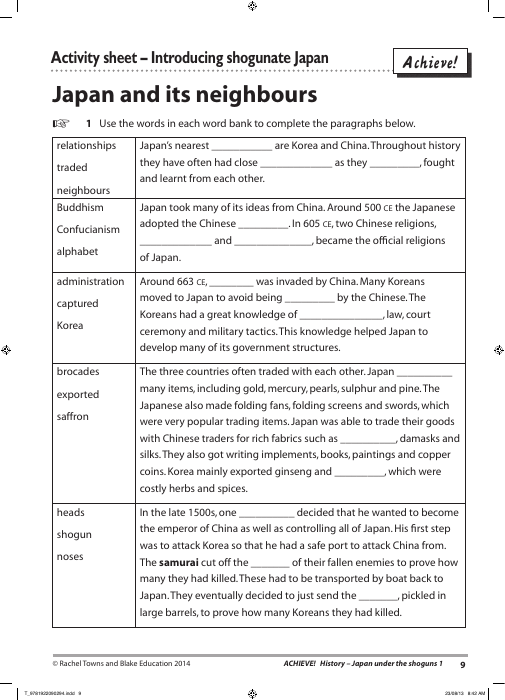 Activity sheet – Introducing shogunate Japan
Achieve!
Japan and its neighbours
1 Use the words in each word bank to complete the paragraphs below.
relationships
traded
neighbours
Japan's nearest ___________ are Korea and China. Throughout history
they have often had close _____________ as they _________, fought
and learnt from each other.
Buddhism
Confucianism
alphabet
Japan took many of its ideas from China. Around 500 CE the Japanese
adopted the Chinese _________. In 605 CE, two Chinese religions,
_____________ and ______________, became the official religions
of Japan.
administration
captured
Korea
Around 663 CE, ________ was invaded by China. Many Koreans
moved to Japan to avoid being _________ by the Chinese. The
Koreans had a great knowledge of _______________, law, court
ceremony and military tactics. This knowledge helped Japan to
develop many of its government structures.
brocades
exported
saffron
The three countries often traded with each other. Japan __________
many items, including gold, mercury, pearls, sulphur and pine. The
Japanese also made folding fans, folding screens and swords, which
were very popular trading items. Japan was able to trade their goods
with Chinese traders for rich fabrics such as __________, damasks and
silks. They also got writing implements, books, paintings and copper
coins. Korea mainly exported ginseng and _________, which were
costly herbs and spices.
heads
shogun
noses
In the late 1500s, one __________ decided that he wanted to become
the emperor of China as well as controlling all of Japan. His first step
was to attack Korea so that he had a safe port to attack China from.
The samurai cut off the _______ of their fallen enemies to prove how
many they had killed. These had to be transported by boat back to
Japan. They eventually decided to just send the _______, pickled in
large barrels, to prove how many Koreans they had killed.
© Rachel Towns and Blake Education 2014
ACHIEVE! History – Japan under the shoguns 1 9
T_9781922090294.indd 9
23/08/13 8:42 AM